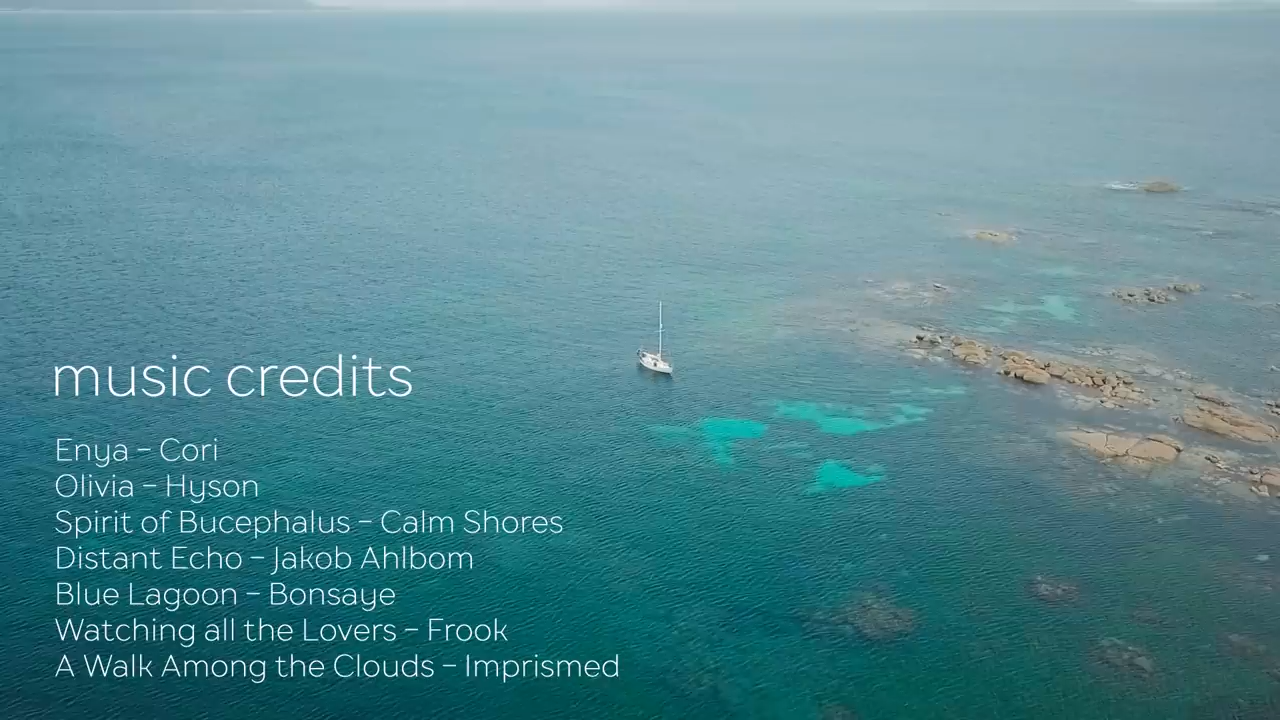 music credits
Enya – Cori
Olivia – Hyson
Spirit of Bucephalus – Calm Shores
Distant Echo – Jakob Ahlbom
Blue Lagoon – Bonsaye
Watching all the Lovers – Frook
A Walk Among the Clouds – Imprismed